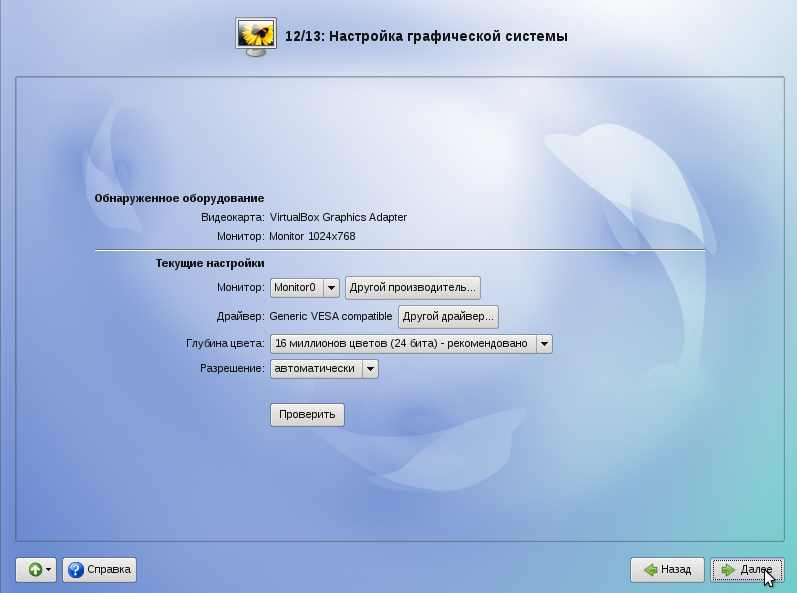 12/13: Настройка графической системы
Обнаруженное оборудование
Видеокарта: VirtualBox Graphics Adapter
Монитор: Monitor 1024x768
Текущие настройки
Монитор: Monitor0 Другой производитель...
Драйвер: Generic VESA compatible Другой драйвер...
Глубина цвета: 16 миллионов цветов (24 бита) - рекомендовано
Разрешение: автоматически
Проверить
Справка Назад Далее